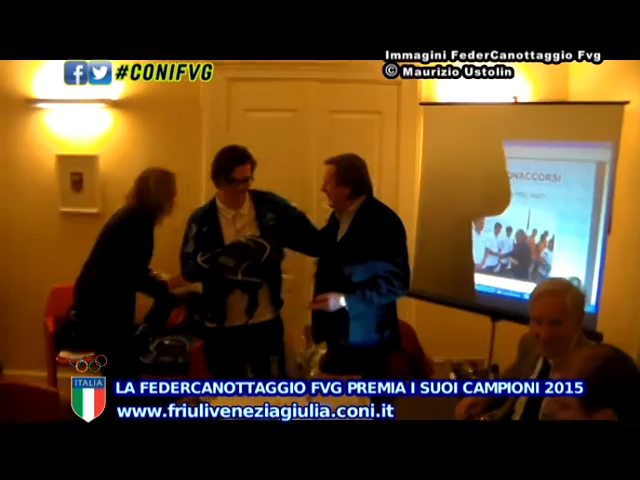 #CONIFVG
Immagini FederCanottaggio Fvg
© Maurizio Ustolin
ITALIA
LA FEDERCANOTTAGGIO FVG PREMIA I SUOI CAMPIONI 2015
www.friuliveneziagiulia.coni.it